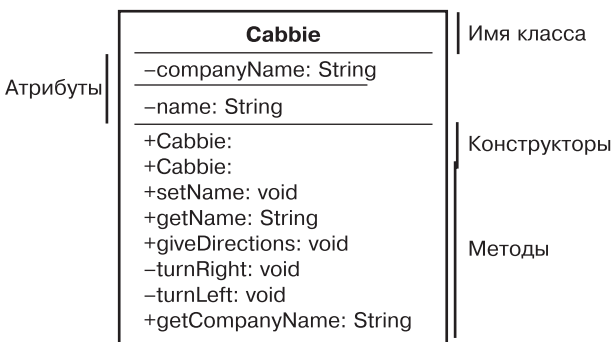 Cabbie
Имя класса
Атрибуты
–companyName: String
–name: String
+Cabbie:
+Cabbie:
Конструкторы
+setName: void
+getName: String
+giveDirections: void
Методы
–turnRight: void
–turnLeft: void
+getCompanyName: String